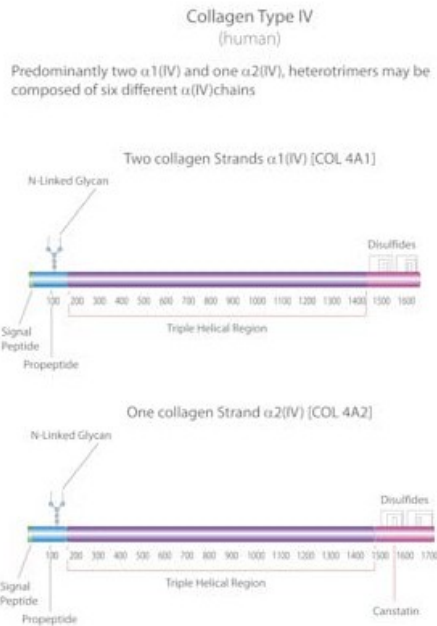 Collagen Type IV
(human)
Predominantly two α1(IV) and one α2(IV), heterotrimers may be
composed of six different α(IV)chains
Two collagen Strands α1(IV) [COL 4A1]
N-Linked Glycan
Disulfides
100 200 300 400 500 600 700 800 900 1000 1100 1200 1300 1400 1500 1600
Signal
Peptide
Triple Helical Region
Propeptide
One collagen Strand α2(IV) [COL 4A2]
N-Linked Glycan
Disulfides
100 200 300 400 500 600 700 800 900 1000 1100 1200 1300 1400 1500 1600 1700
Signal
Peptide
Triple Helical Region
Canstatin
Propeptide